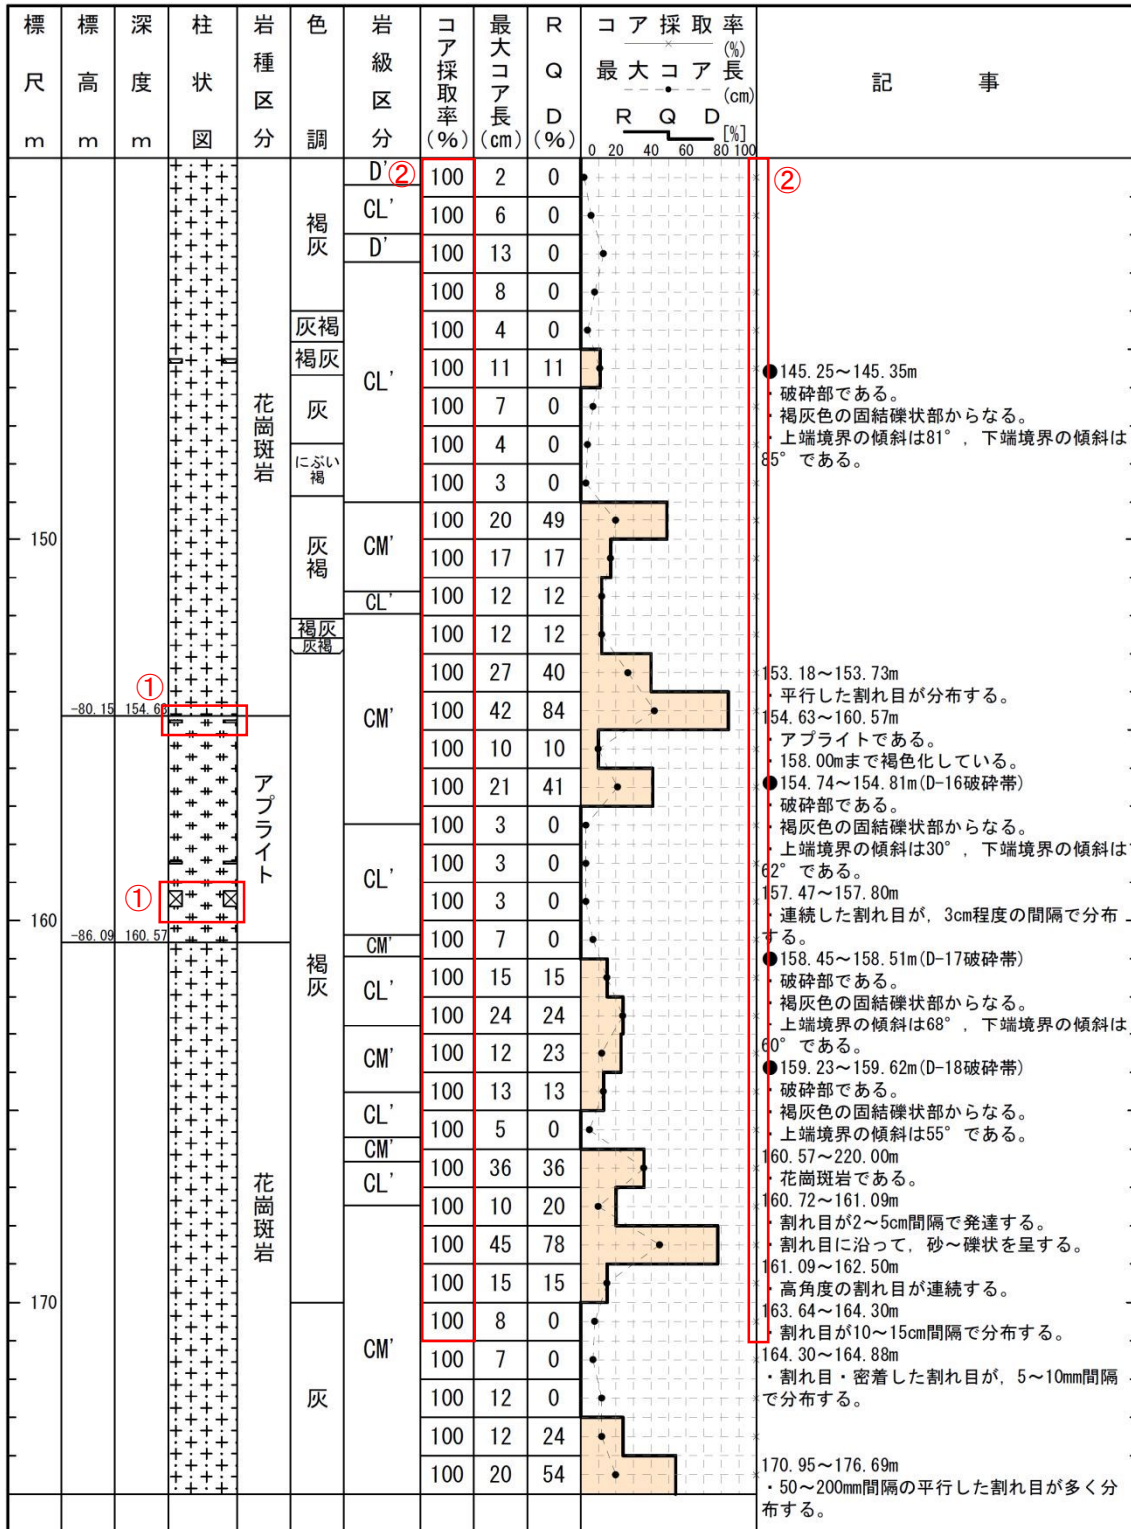 標尺m
標高m
深度m
柱状図
岩種区分
色調
岩級区分
コア採取率(%)
最大コア長(cm)
RQD(%)
コア採取率
(%)
最大コア長
(cm)
RQD
[%]
0 20 40 60 80 100
記事
②
②
①
①
150
160
170
-80.15 154.63
-86.09 160.57
花崗斑岩
アプライト
花崗斑岩
褐灰
灰褐
褐灰
灰
にぶい褐
灰褐
褐灰
灰褐
褐灰
灰
D'
CL'
D'
CL'
CM'
CL'
CM'
CL'
CM'
CL'
CM'
CL'
CM'
CL'
CM'
100 2 0
100 6 0
100 13 0
100 8 0
100 4 0
100 11 11
100 7 0
100 4 0
100 3 0
100 20 49
100 17 17
100 12 12
100 12 12
100 27 40
100 42 84
100 10 10
100 21 41
100 3 0
100 3 0
100 3 0
100 7 0
100 15 15
100 24 24
100 12 23
100 13 13
100 5 0
100 36 36
100 10 20
100 45 78
100 15 15
100 8 0
100 7 0
100 12 0
100 12 24
100 20 54
●145.25～145.35m
・破砕部である。
・褐灰色の固結礫状部からなる。
・上端境界の傾斜は81°，下端境界の傾斜は
85°である。
153.18～153.73m
・平行した割れ目が分布する。
154.63～160.57m
・アプライトである。
・158.00mまで褐色化している。
●154.74～154.81m(D-16破砕帯)
・破砕部である。
・褐灰色の固結礫状部からなる。
・上端境界の傾斜は30°，下端境界の傾斜は
62°である。
157.47～157.80m
・連続した割れ目が，3cm程度の間隔で分布
する。
●158.45～158.51m(D-17破砕帯)
・破砕部である。
・褐灰色の固結礫状部からなる。
・上端境界の傾斜は68°，下端境界の傾斜は
60°である。
●159.23～159.62m(D-18破砕帯)
・破砕部である。
・褐灰色の固結礫状部からなる。
・上端境界の傾斜は55°である。
160.57～220.00m
・花崗斑岩である。
160.72～161.09m
・割れ目が2～5cm間隔で発達する。
・割れ目に沿って，砂～礫状を呈する。
161.09～162.50m
・高角度の割れ目が連続する。
163.64～164.30m
・割れ目が10～15cm間隔で分布する。
164.30～164.88m
・割れ目・密着した割れ目が，5～10mm間隔
で分布する。
170.95～176.69m
・50～200mm間隔の平行した割れ目が多く分
布する。